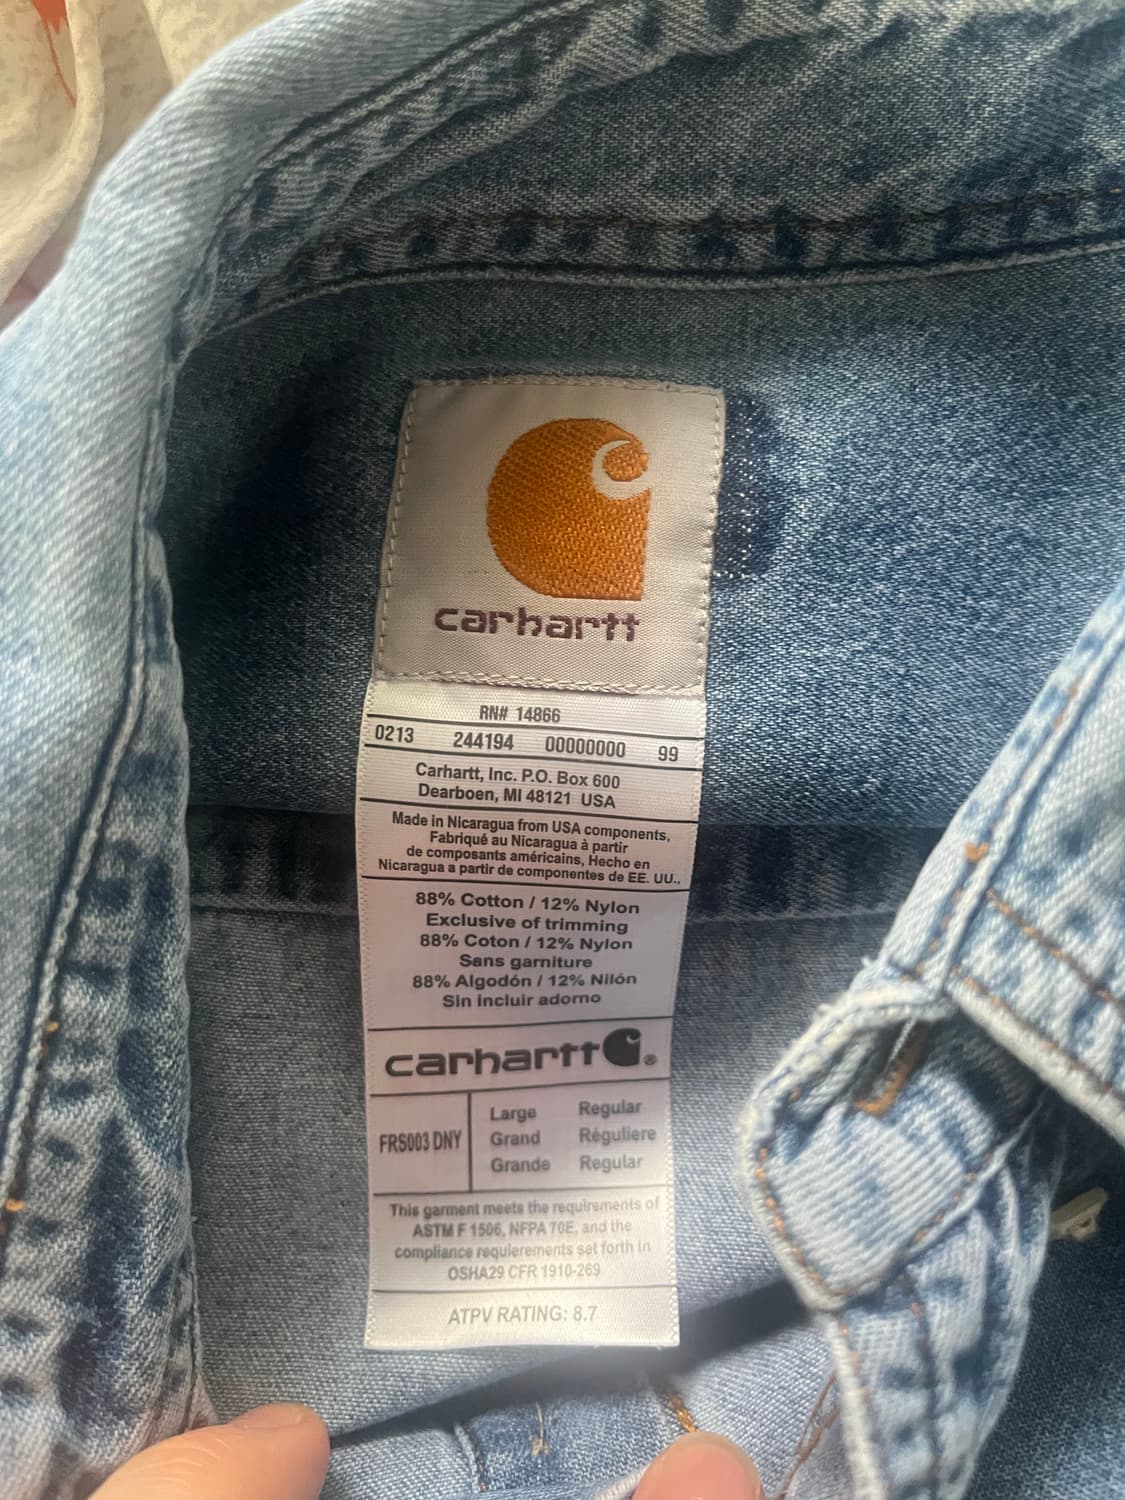 carhartt
RN# 14866
0213 244194 00000000 99
Carhartt, Inc. P.O. Box 600
Dearboen, MI 48121 USA
Made in Nicaragua from USA components,
Fabriqué au Nicaragua à partir
de composants américains, Hecho en
Nicaragua a partir de componentes de EE. UU.,
88% Cotton / 12% Nylon
Exclusive of trimming
88% Coton / 12% Nylon
Sans garniture
88% Algodón / 12% Nilón
Sin incluir adorno
carhartt ®
FRS003 DNY
Large Regular
Grand Réguliere
Grande Regular
This garment meets the requirements of
ASTM F 1506, NFPA 70E, and the
compliance requierements set forth in
OSHA29 CFR 1910-269
ATPV RATING: 8.7